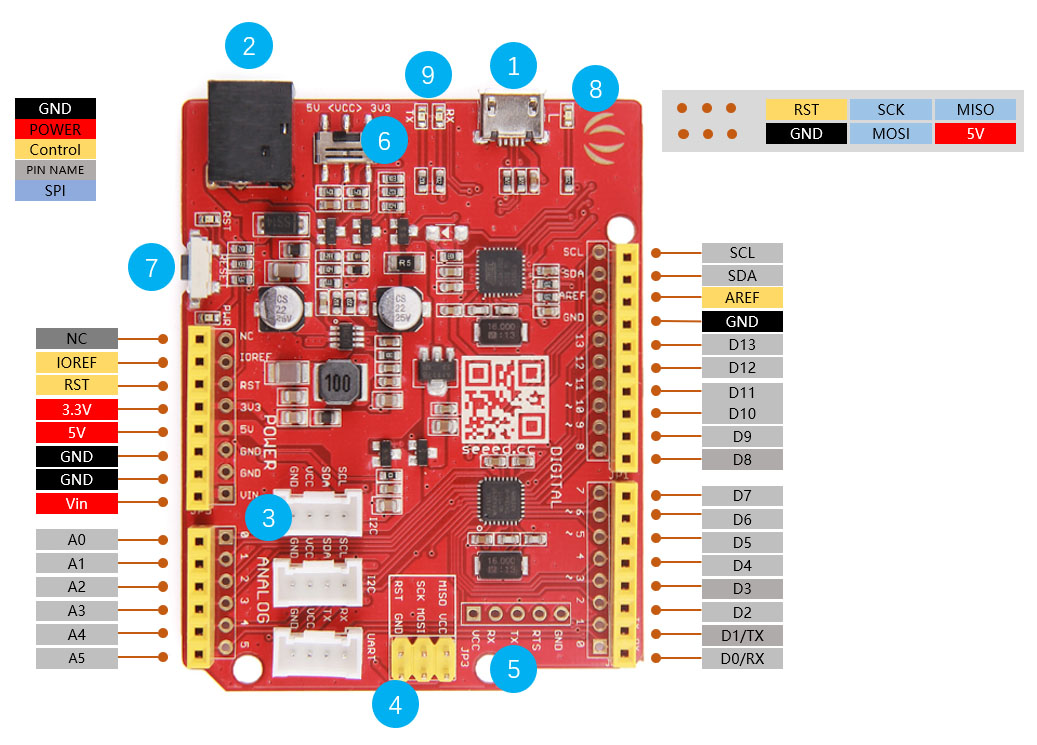 2
9
1
8
6
7
3
4
5
GND
POWER
Control
PIN NAME
SPI
RST SCK MISO
GND MOSI 5V
NC
IOREF
RST
3.3V
5V
GND
GND
Vin
A0
A1
A2
A3
A4
A5
SCL
SDA
AREF
GND
D13
D12
D11
D10
D9
D8
D7
D6
D5
D4
D3
D2
D1/TX
D0/RX
5V <VCC> 3V3
TX
RX
L
RST
RESET
PWR
NC
IOREF
RST
3V3
5V
GND
GND
VIN
POWER
0
1
2
3
4
5
ANALOG
SS14
CS
22
25V
CS
22
25V
R5
100
16.000
16.000
seeed.cc
DIGITAL
SCL
SDA
AREF
GND
13
12
~ 11
~ 10
~ 9
8
7
~ 6
~ 5
4
~ 3
2
1
0
TX
RX
GND
VCC
SDA
SCL
I2C
GND
VCC
SDA
SCL
I2C
GND
VCC
TX
RX
UART
RST
SCK
MISO
GND
MOSI
VCC
JP3
VCC
RX
TX
RTS
GND